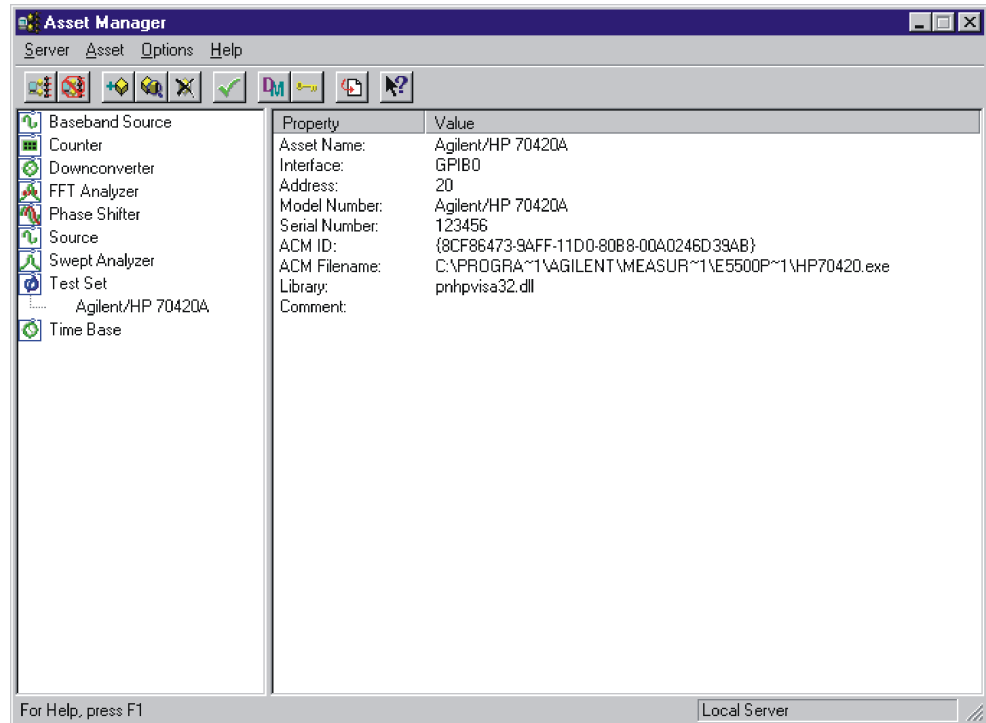 Asset Manager
Server Asset Options Help
DM
Baseband Source
Counter
Downconverter
FFT Analyzer
Phase Shifter
Source
Swept Analyzer
Test Set
Agilent/HP 70420A
Time Base
Property Value
Asset Name: Agilent/HP 70420A
Interface: GPIB0
Address: 20
Model Number: Agilent/HP 70420A
Serial Number: 123456
ACM ID: {8CF86473-9AFF-11D0-80B8-00A0246D39AB}
ACM Filename: C:\PROGRA~1\AGILENT\MEASUR~1\E5500P~1\HP70420.exe
Library: pnhpvisa32.dll
Comment:
For Help, press F1 Local Server